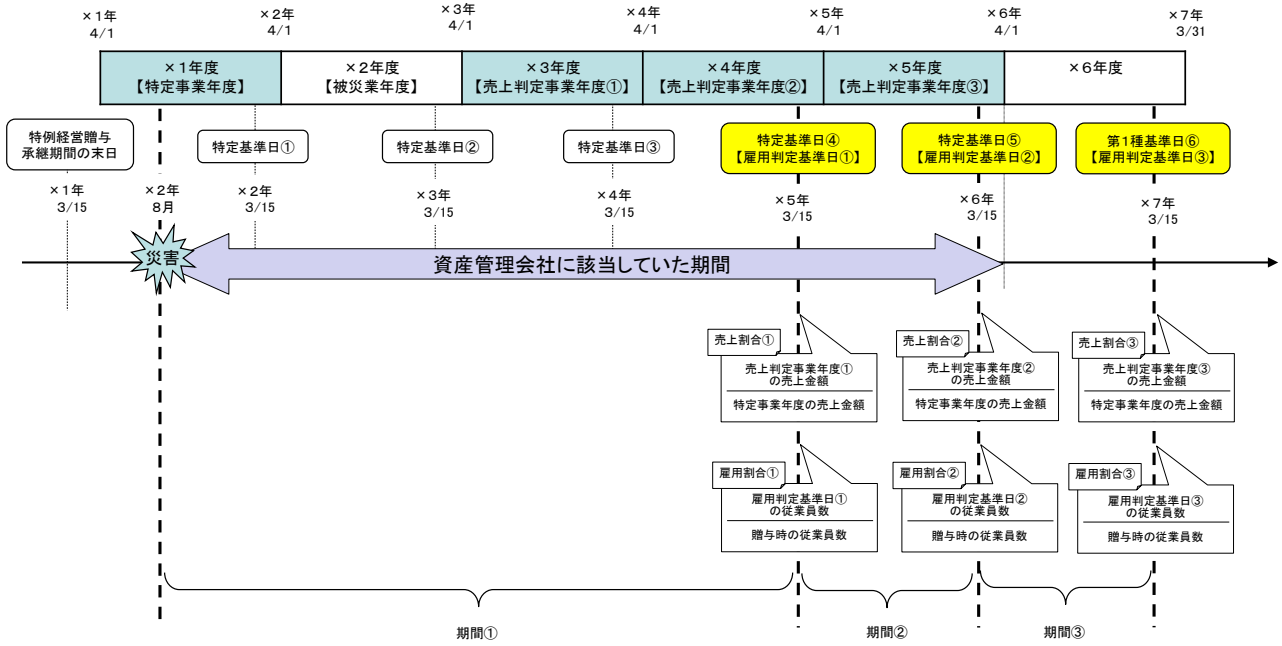 ×1年
4/1
×2年
4/1
×3年
4/1
×4年
4/1
×5年
4/1
×6年
4/1
×7年
3/31
×1年度
【特定事業年度】
×2年度
【被災業年度】
×3年度
【売上判定事業年度①】
×4年度
【売上判定事業年度②】
×5年度
【売上判定事業年度③】
×6年度
特例経営贈与
承継期間の末日
特定基準日①
特定基準日②
特定基準日③
特定基準日④
【雇用判定基準日①】
特定基準日⑤
【雇用判定基準日②】
第1種基準日⑥
【雇用判定基準日③】
×1年
3/15
×2年
8月
×2年
3/15
×3年
3/15
×4年
3/15
×5年
3/15
×6年
3/15
×7年
3/15
災害
資産管理会社に該当していた期間
売上割合①
売上判定事業年度①
の売上金額
特定事業年度の売上金額
売上割合②
売上判定事業年度②
の売上金額
特定事業年度の売上金額
売上割合③
売上判定事業年度③
の売上金額
特定事業年度の売上金額
雇用割合①
雇用判定基準日①
の従業員数
贈与時の従業員数
雇用割合②
雇用判定基準日②
の従業員数
贈与時の従業員数
雇用割合③
雇用判定基準日③
の従業員数
贈与時の従業員数
期間①
期間②
期間③